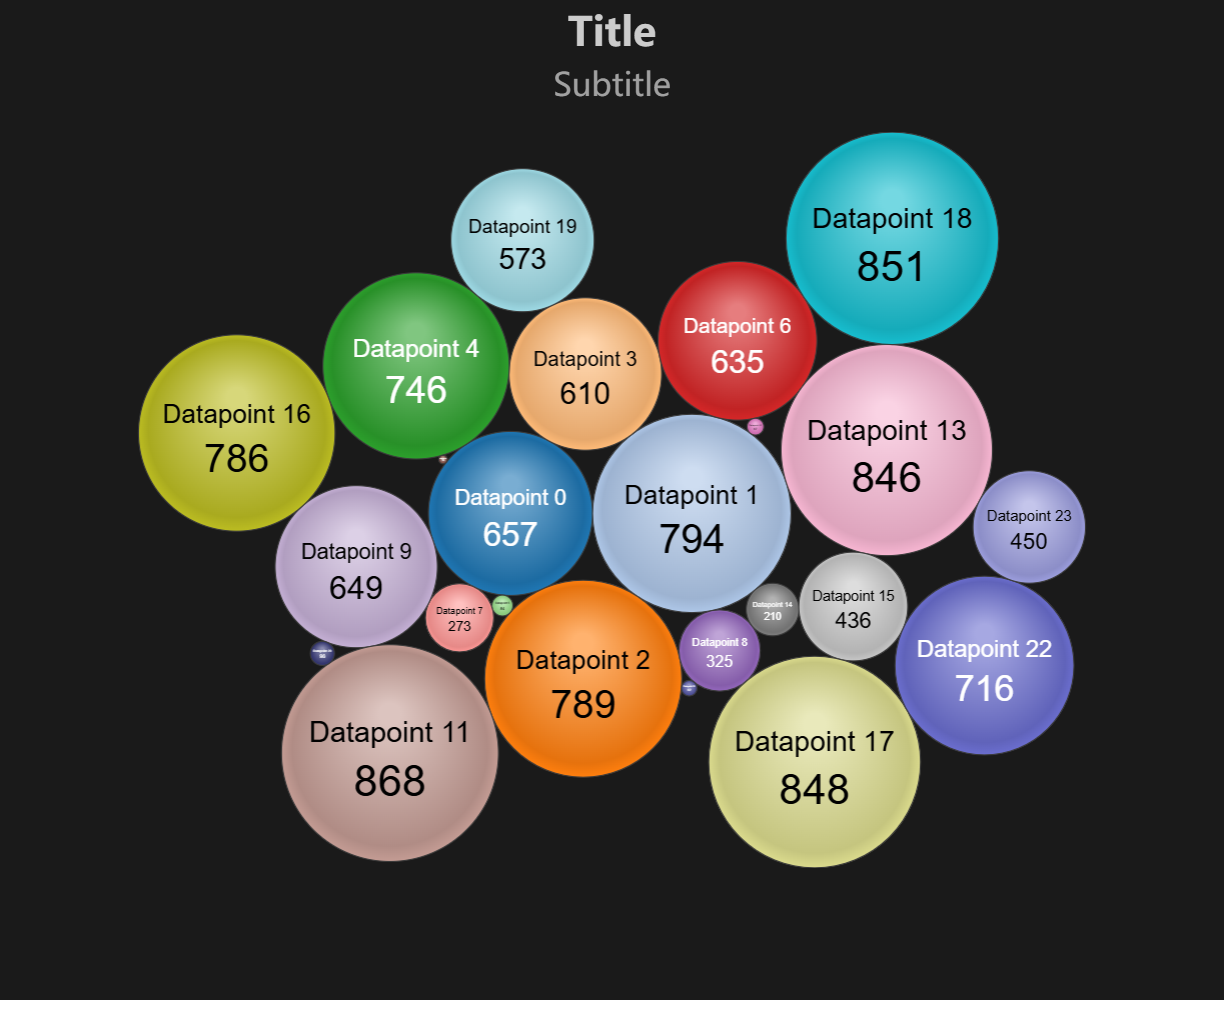 Title
Subtitle
Datapoint 18
851
Datapoint 19
573
Datapoint 6
635
Datapoint 4
746
Datapoint 3
610
Datapoint 16
786
Datapoint 13
846
Datapoint 0
657
Datapoint 1
794
Datapoint 23
450
Datapoint 9
649
Datapoint 15
436
Datapoint 14
210
Datapoint 7
273
Datapoint 8
325
Datapoint 22
716
Datapoint 2
789
Datapoint 11
868
Datapoint 17
848